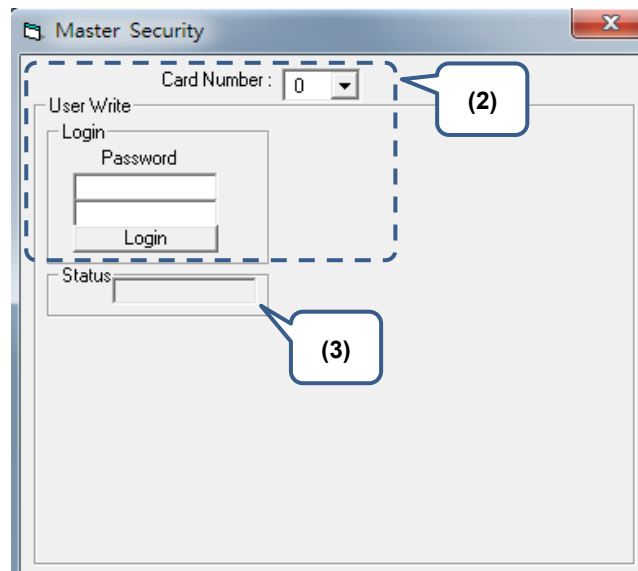 Master Security
Card Number : 0
(2)
User Write
Login
Password
Login
Status
(3)